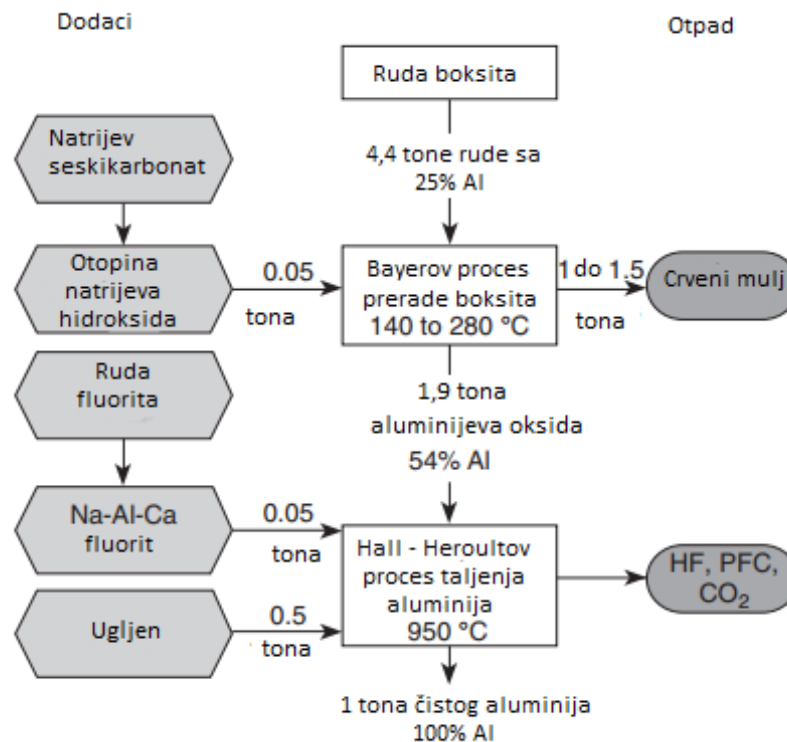 Dodaci
Otpad
Ruda boksita
Natrijev
seskikarbonat
4,4 tone rude sa
25% Al
Otopina
natrijeva
hidroksida
0.05
tona
Bayerov proces
prerade boksita
140 to 280 °C
1 do 1.5
tona
Crveni mulj
Ruda
fluorita
1,9 tona
aluminijeva oksida
54% Al
Na-Al-Ca
fluorit
0.05
tona
Hall - Heroultov
proces taljenja
aluminija
950 °C
HF, PFC,
CO₂
Ugljen
0.5
tona
1 tona čistog aluminija
100% Al